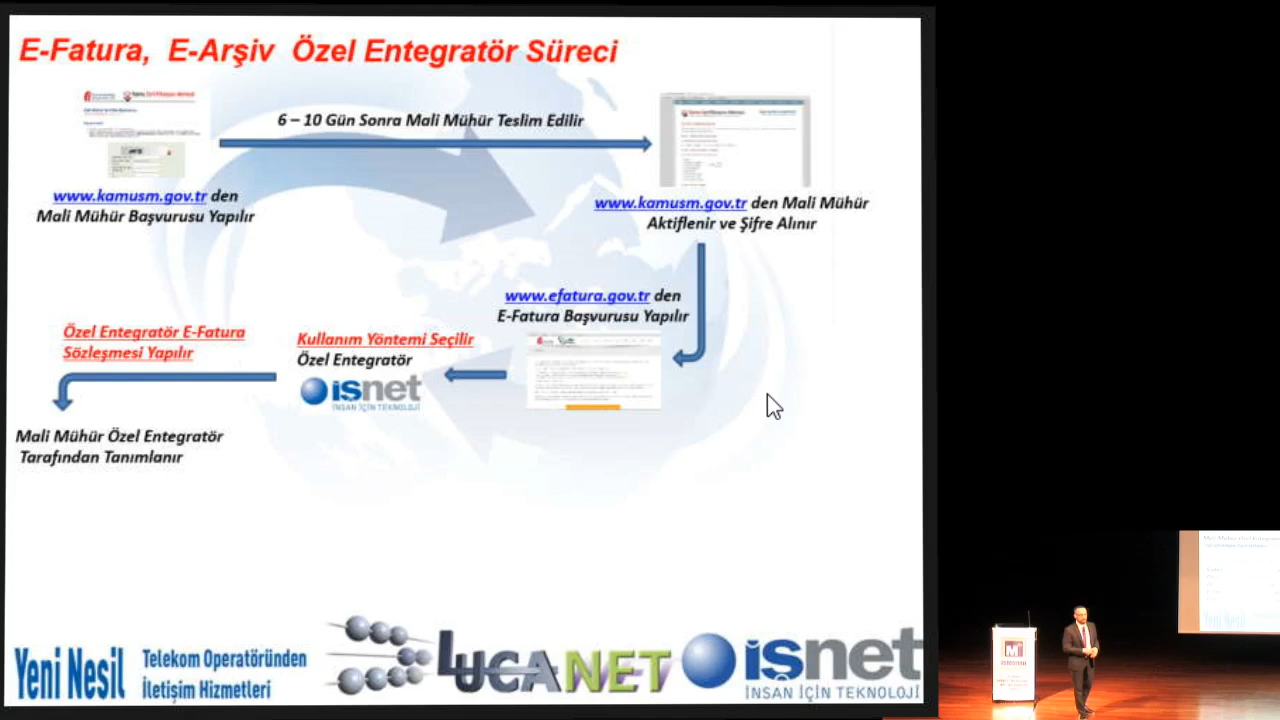 E-Fatura, E-Arşiv Özel Entegratör Süreci
6 – 10 Gün Sonra Mali Mühür Teslim Edilir
www.kamusm.gov.tr den
Mali Mühür Başvurusu Yapılır
www.kamusm.gov.tr den Mali Mühür
Aktiflenir ve Şifre Alınır
www.efatura.gov.tr den
E-Fatura Başvurusu Yapılır
Kullanım Yöntemi Seçilir
Özel Entegratör
işnet
İNSAN İÇİN TEKNOLOJİ
Özel Entegratör E-Fatura
Sözleşmesi Yapılır
Mali Mühür Özel Entegratör
Tarafından Tanımlanır
Yeni Nesil
Telekom Operatöründen
İletişim Hizmetleri
LUCANET
işnet
İNSAN İÇİN TEKNOLOJİ